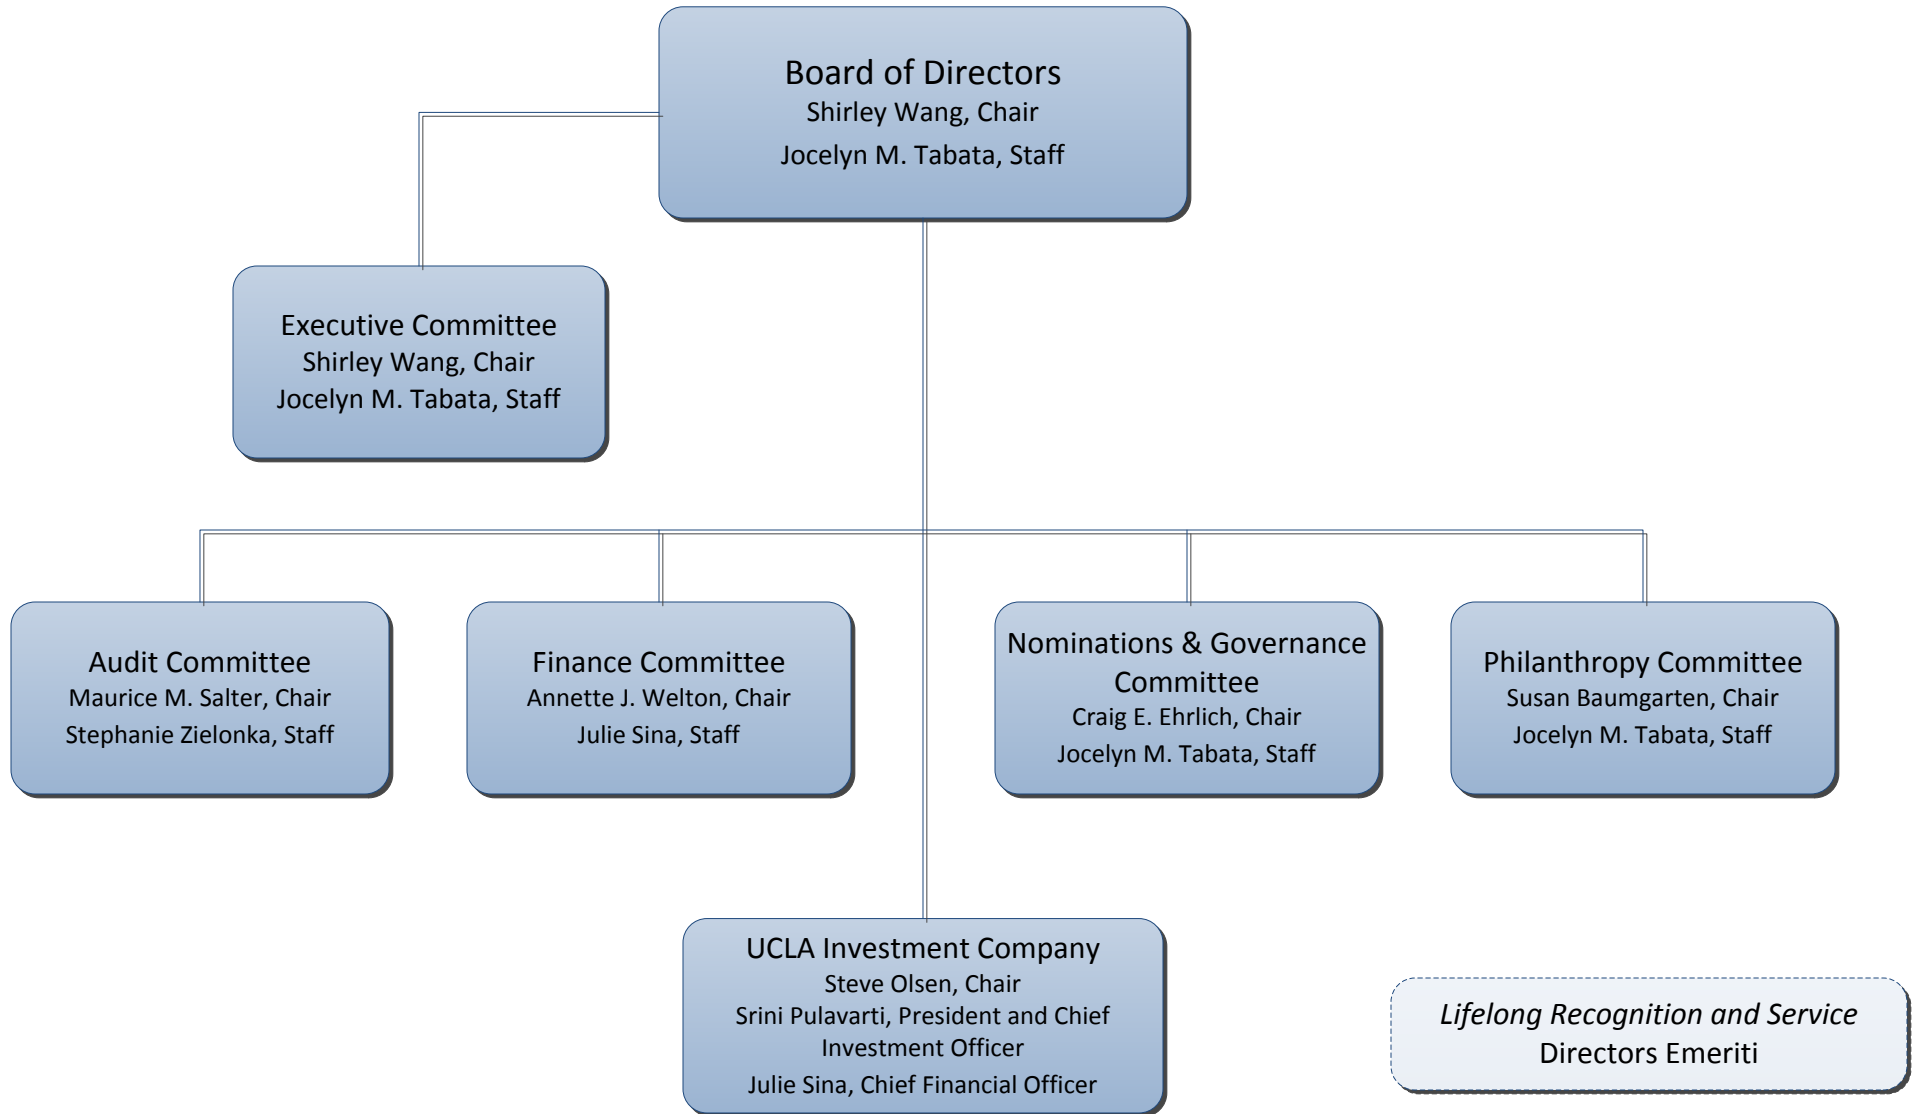 Board of Directors
Shirley Wang, Chair
Jocelyn M. Tabata, Staff
Executive Committee
Shirley Wang, Chair
Jocelyn M. Tabata, Staff
Audit Committee
Maurice M. Salter, Chair
Stephanie Zielonka, Staff
Finance Committee
Annette J. Welton, Chair
Julie Sina, Staff
Nominations & Governance
Committee
Craig E. Ehrlich, Chair
Jocelyn M. Tabata, Staff
Philanthropy Committee
Susan Baumgarten, Chair
Jocelyn M. Tabata, Staff
UCLA Investment Company
Steve Olsen, Chair
Srini Pulavarti, President and Chief
Investment Officer
Julie Sina, Chief Financial Officer
Lifelong Recognition and Service
Directors Emeriti